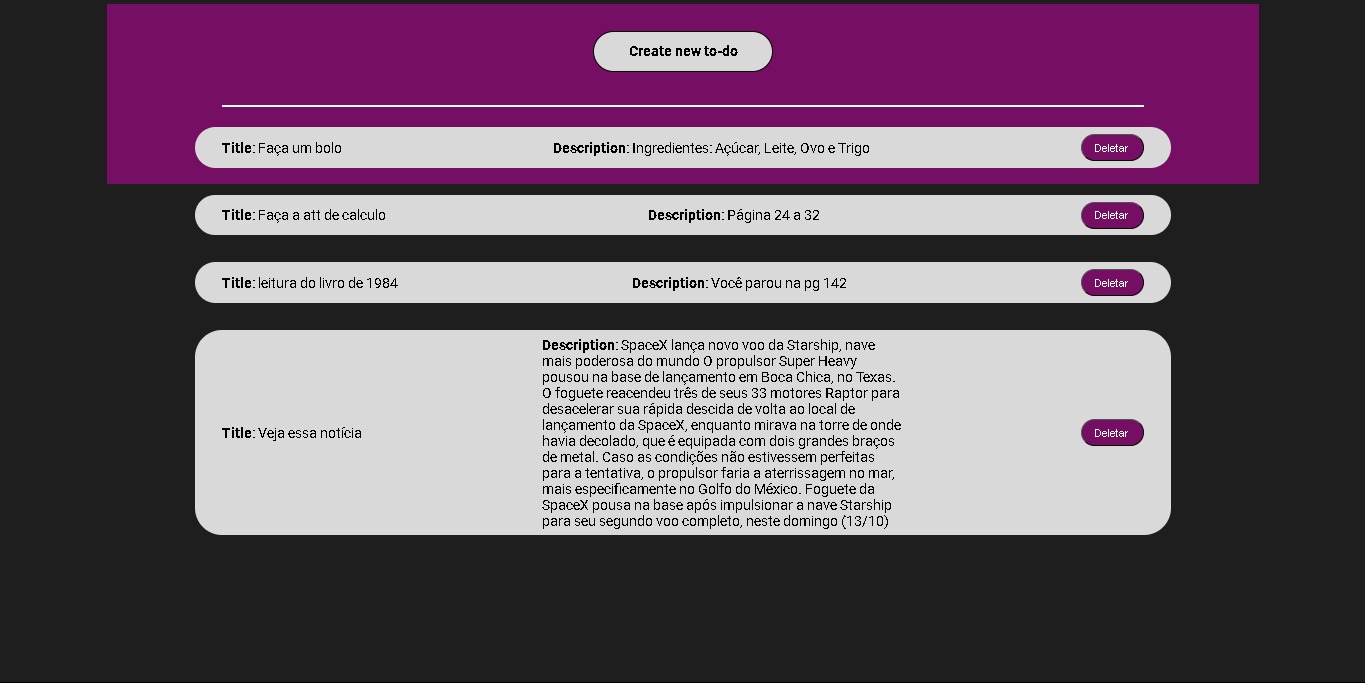 Create new to-do
Title: Faça um bolo Description: Ingredientes: Açúcar, Leite, Ovo e Trigo Deletar
Title: Faça a att de calculo Description: Página 24 a 32 Deletar
Title: leitura do livro de 1984 Description: Você parou na pg 142 Deletar
Title: Veja essa notícia
Description: SpaceX lança novo voo da Starship, nave
mais poderosa do mundo O propulsor Super Heavy
pousou na base de lançamento em Boca Chica, no Texas.
O foguete reacendeu três de seus 33 motores Raptor para
desacelerar sua rápida descida de volta ao local de
lançamento da SpaceX, enquanto mirava na torre de onde
havia decolado, que é equipada com dois grandes braços
de metal. Caso as condições não estivessem perfeitas
para a tentativa, o propulsor faria a aterrissagem no mar,
mais especificamente no Golfo do México. Foguete da
SpaceX pousa na base após impulsionar a nave Starship
para seu segundo voo completo, neste domingo (13/10)
Deletar